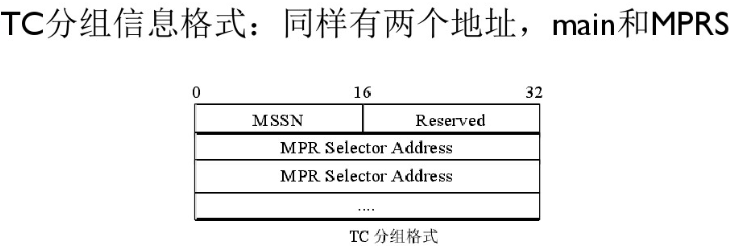 TC分组信息格式：同样有两个地址，main和MPRS
0 16 32
MSSN Reserved
MPR Selector Address
MPR Selector Address
....
TC 分组格式